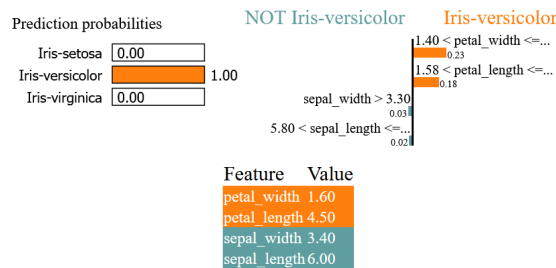 Prediction probabilities
Iris-setosa 0.00
Iris-versicolor 1.00
Iris-virginica 0.00
NOT Iris-versicolor Iris-versicolor
1.40 < petal_width <=...
0.23
1.58 < petal_length <=...
0.18
sepal_width > 3.30
0.03
5.80 < sepal_length <=...
0.02
Feature Value
petal_width 1.60
petal_length 4.50
sepal_width 3.40
sepal_length 6.00